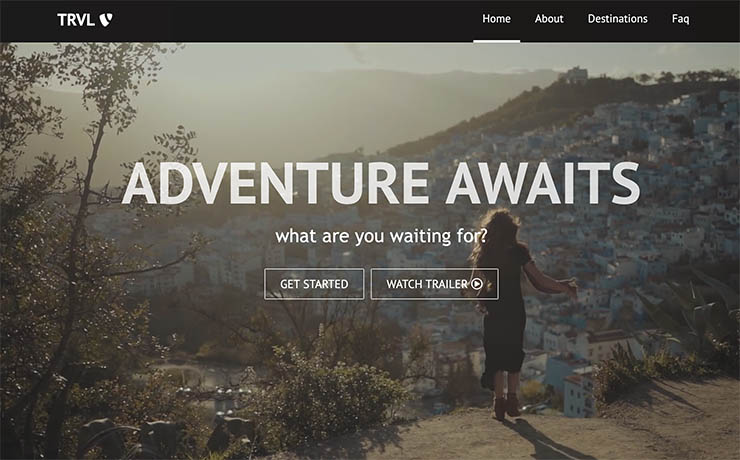 TRVL
Home About Destinations Faq
ADVENTURE AWAITS
what are you waiting for?
GET STARTED WATCH TRAILER